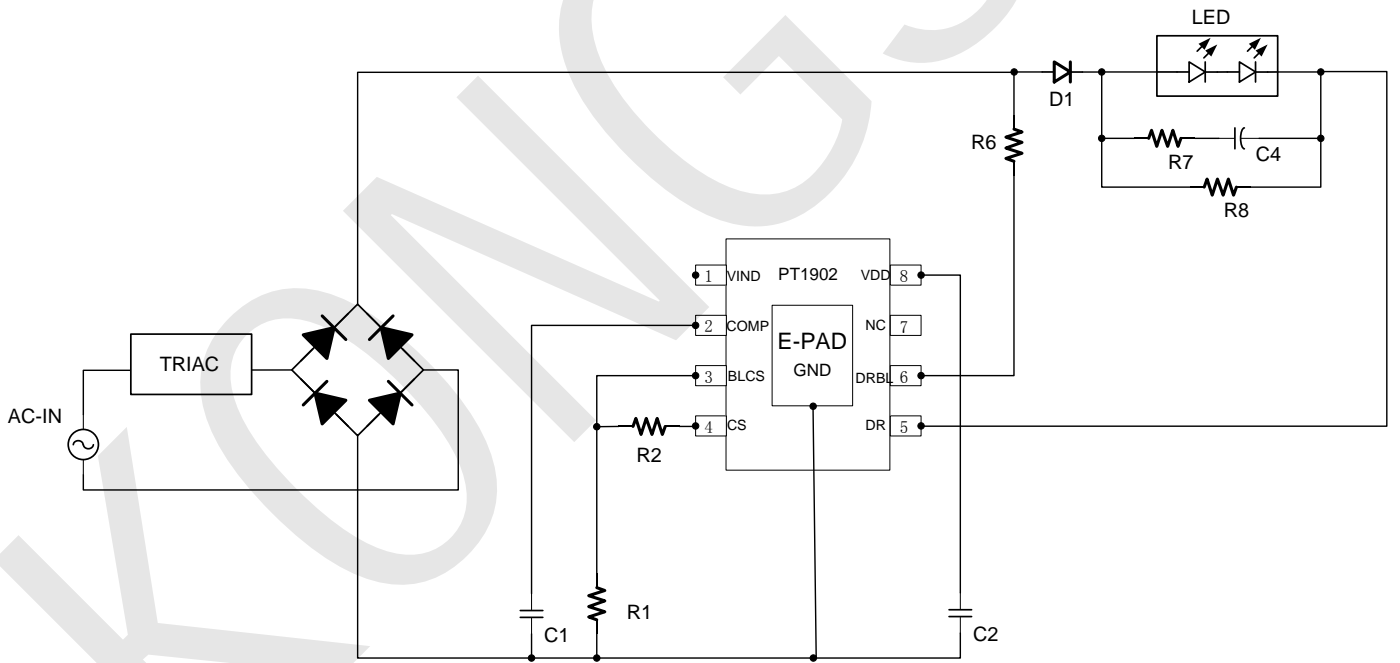 LED
D1
R6
R7
C4
R8
1
VIND
PT1902
VDD
8
2
COMP
NC
7
E-PAD
GND
TRIAC
3
BLCS
DRBL
6
AC-IN
4
CS
DR
5
R2
R1
C1
C2
KONGS